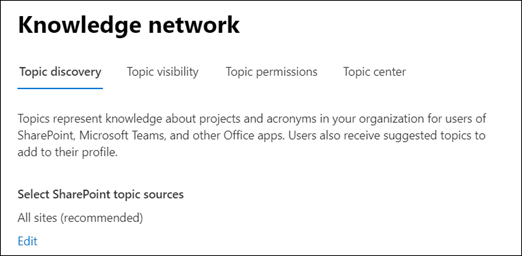 Knowledge network
Topic discovery Topic visibility Topic permissions Topic center
Topics represent knowledge about projects and acronyms in your organization for users of
SharePoint, Microsoft Teams, and other Office apps. Users also receive suggested topics to
add to their profile.
Select SharePoint topic sources
All sites (recommended)
Edit